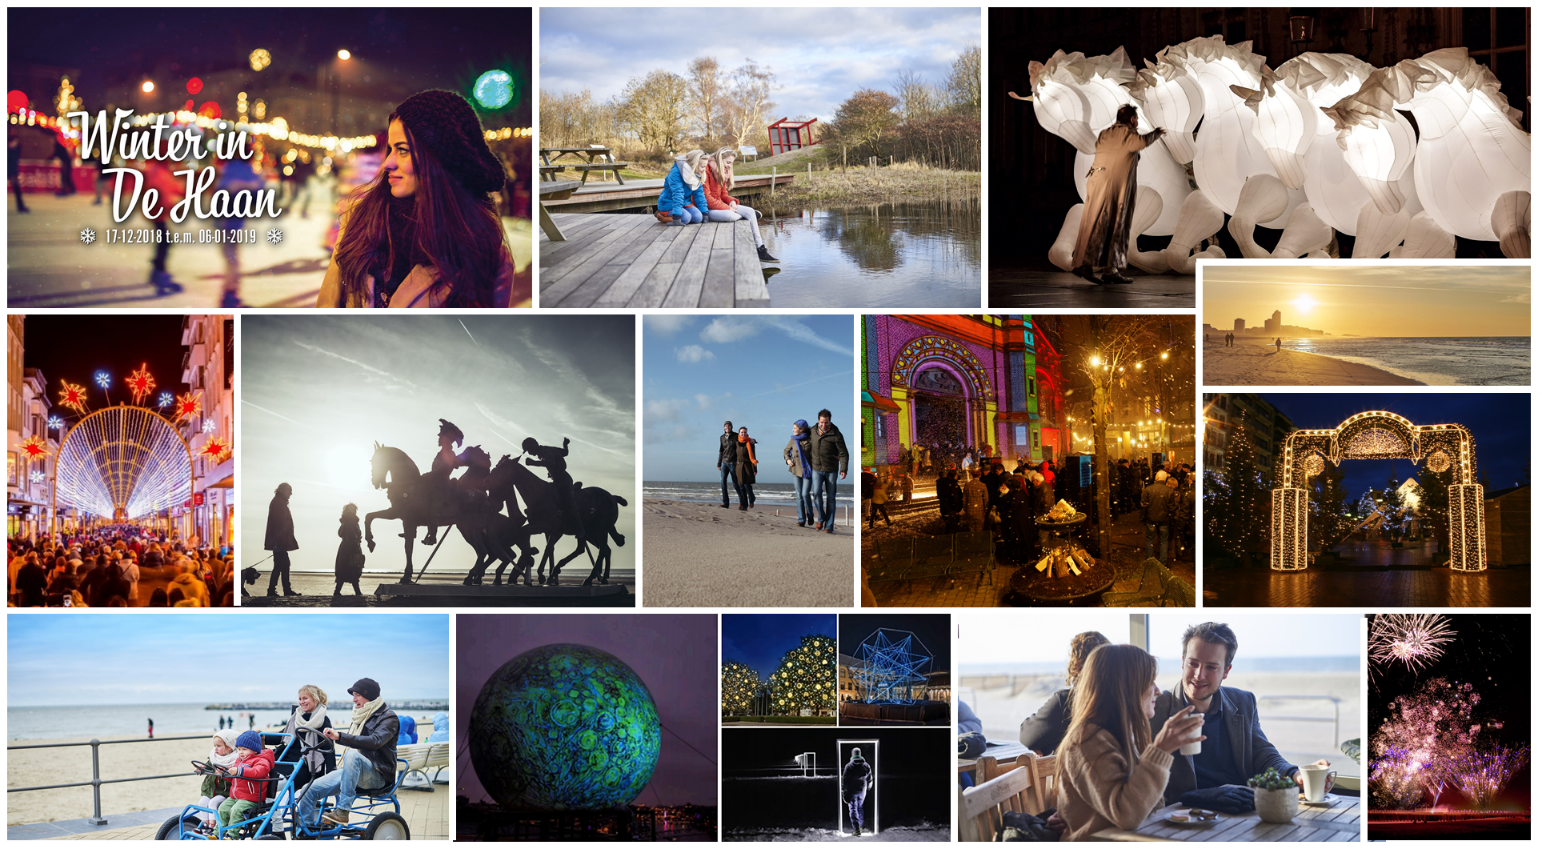 Winter in
De Haan
17-12-2018 t.e.m. 06-01-2019